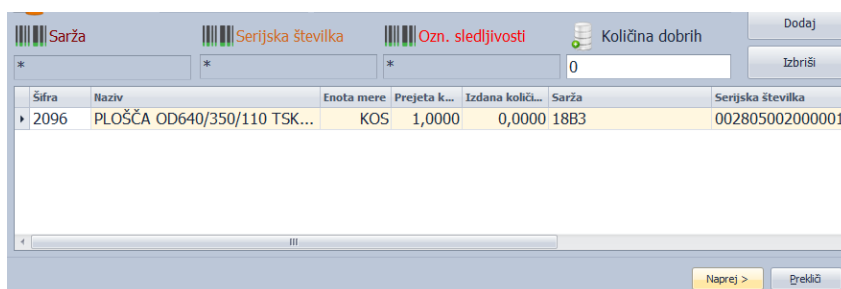 Sarža Serijska številka Ozn. sledljivosti Količina dobrih Dodaj
* * * 0 Izbriši
Šifra Naziv Enota mere Prejeta k... Izdana količi... Sarža Serijska številka
2096 PLOŠČA OD640/350/110 TSK... KOS 1,0000 0,0000 18B3 002805002000001
Naprej > Prekliči